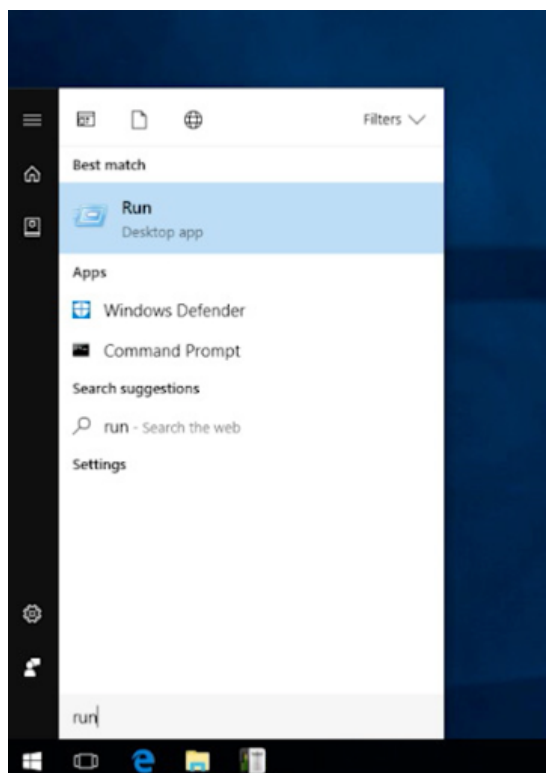 Filters
Best match
Run
Desktop app
Apps
Windows Defender
Command Prompt
Search suggestions
run - Search the web
Settings
run